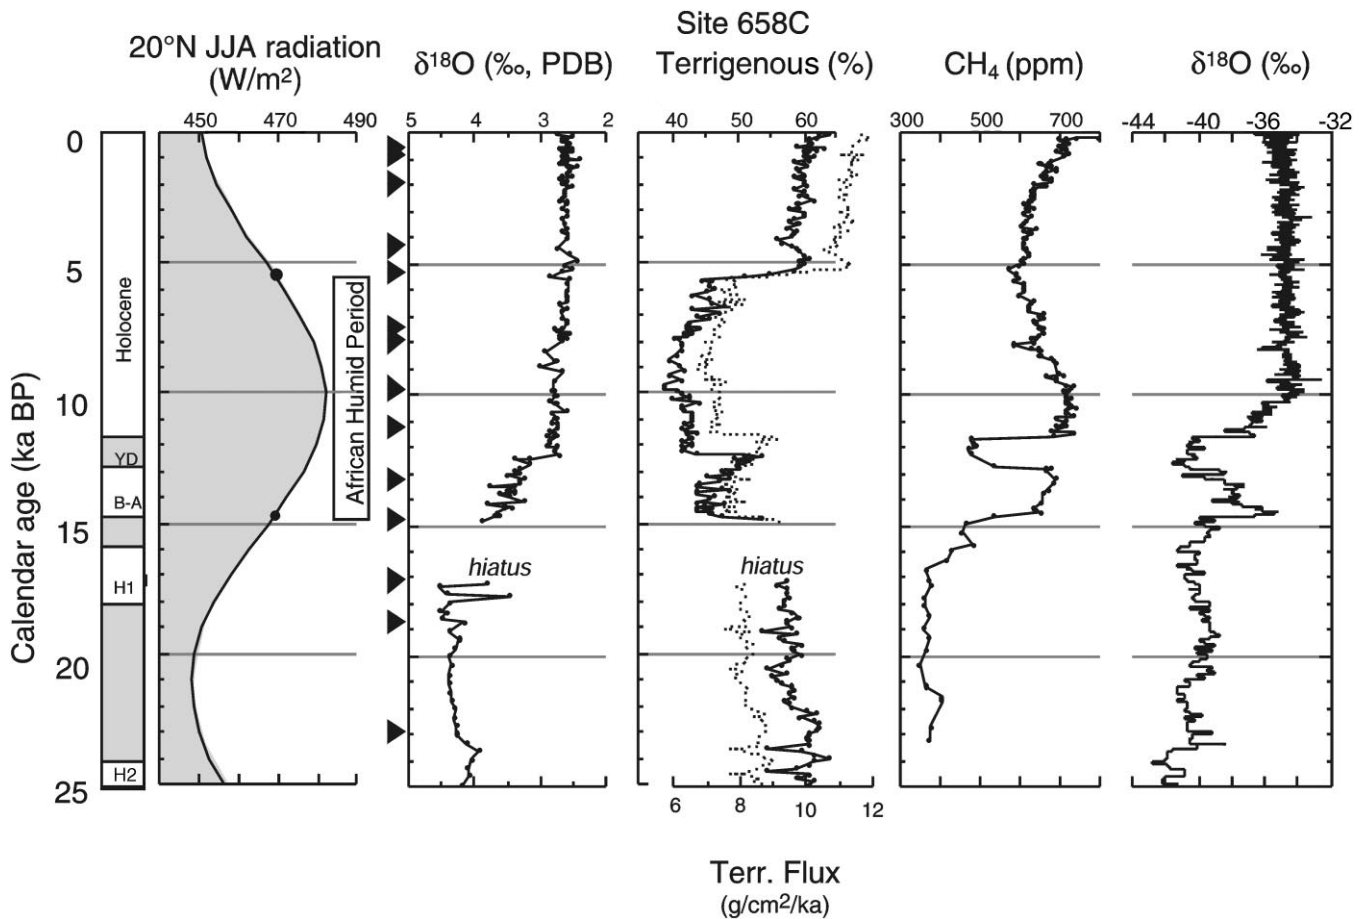 Site 658C
20°N JJA radiation
(W/m²)
δ¹⁸O (‰, PDB)
Terrigenous (%)
CH₄ (ppm)
δ¹⁸O (‰)
450 470 490
5 4 3 2
40 50 60
300 500 700
-44 -40 -36 -32
0
5
10
15
20
25
Calendar age (ka BP)
Holocene
YD
B-A
H1
H2
African Humid Period
hiatus
hiatus
6 8 10 12
Terr. Flux
(g/cm2/ka)